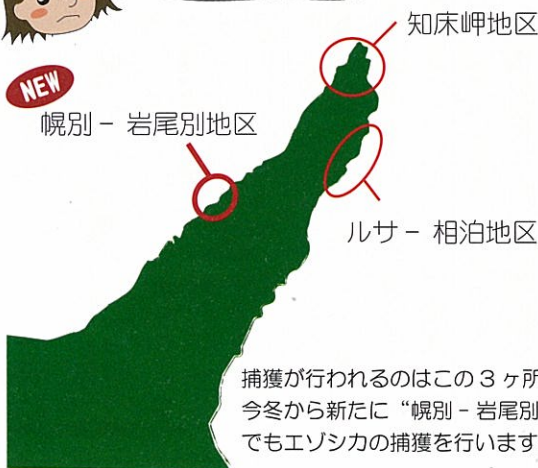 知床岬地区
NEW
幌別－岩尾別地区
ルサ－相泊地区
捕獲が行われるのはこの３ヶ所
今冬から新たに“幌別－岩尾別
でもエゾシカの捕獲を行います